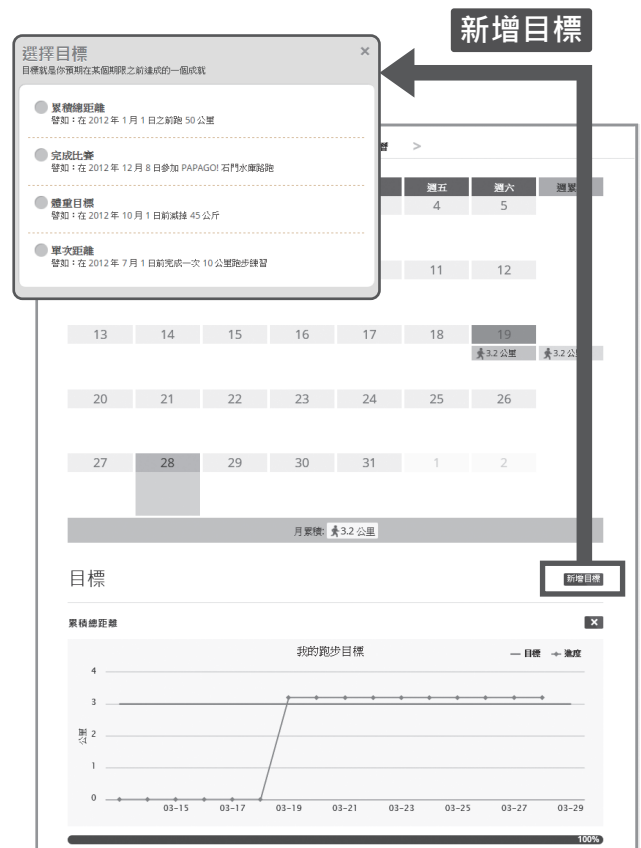 新增目標
選擇目標
×
目標就是你預期在某個期限之前達成的一個成就
累積總距離
譬如：在 2012 年 1 月 1 日之前跑 50 公里
完成比賽
譬如：在 2012 年 12 月 8 日參加 PAPAGO! 石門水庫路跑
體重目標
譬如：在 2012 年 10 月 1 日前減掉 45 公斤
單次距離
譬如：在 2012 年 7 月 1 日前完成一次 10 公里跑步練習
>
週五 週六 週累
4 5
11 12
13 14 15 16 17 18 19
3.2 公里 3.2 公
20 21 22 23 24 25 26
27 28 29 30 31 1 2
月累積: 3.2 公里
目標
新增目標
累積總距離
X
我的跑步目標
目標 進度
4
3
2
1
0
公里
03-15 03-17 03-19 03-21 03-23 03-25 03-27 03-29
100%